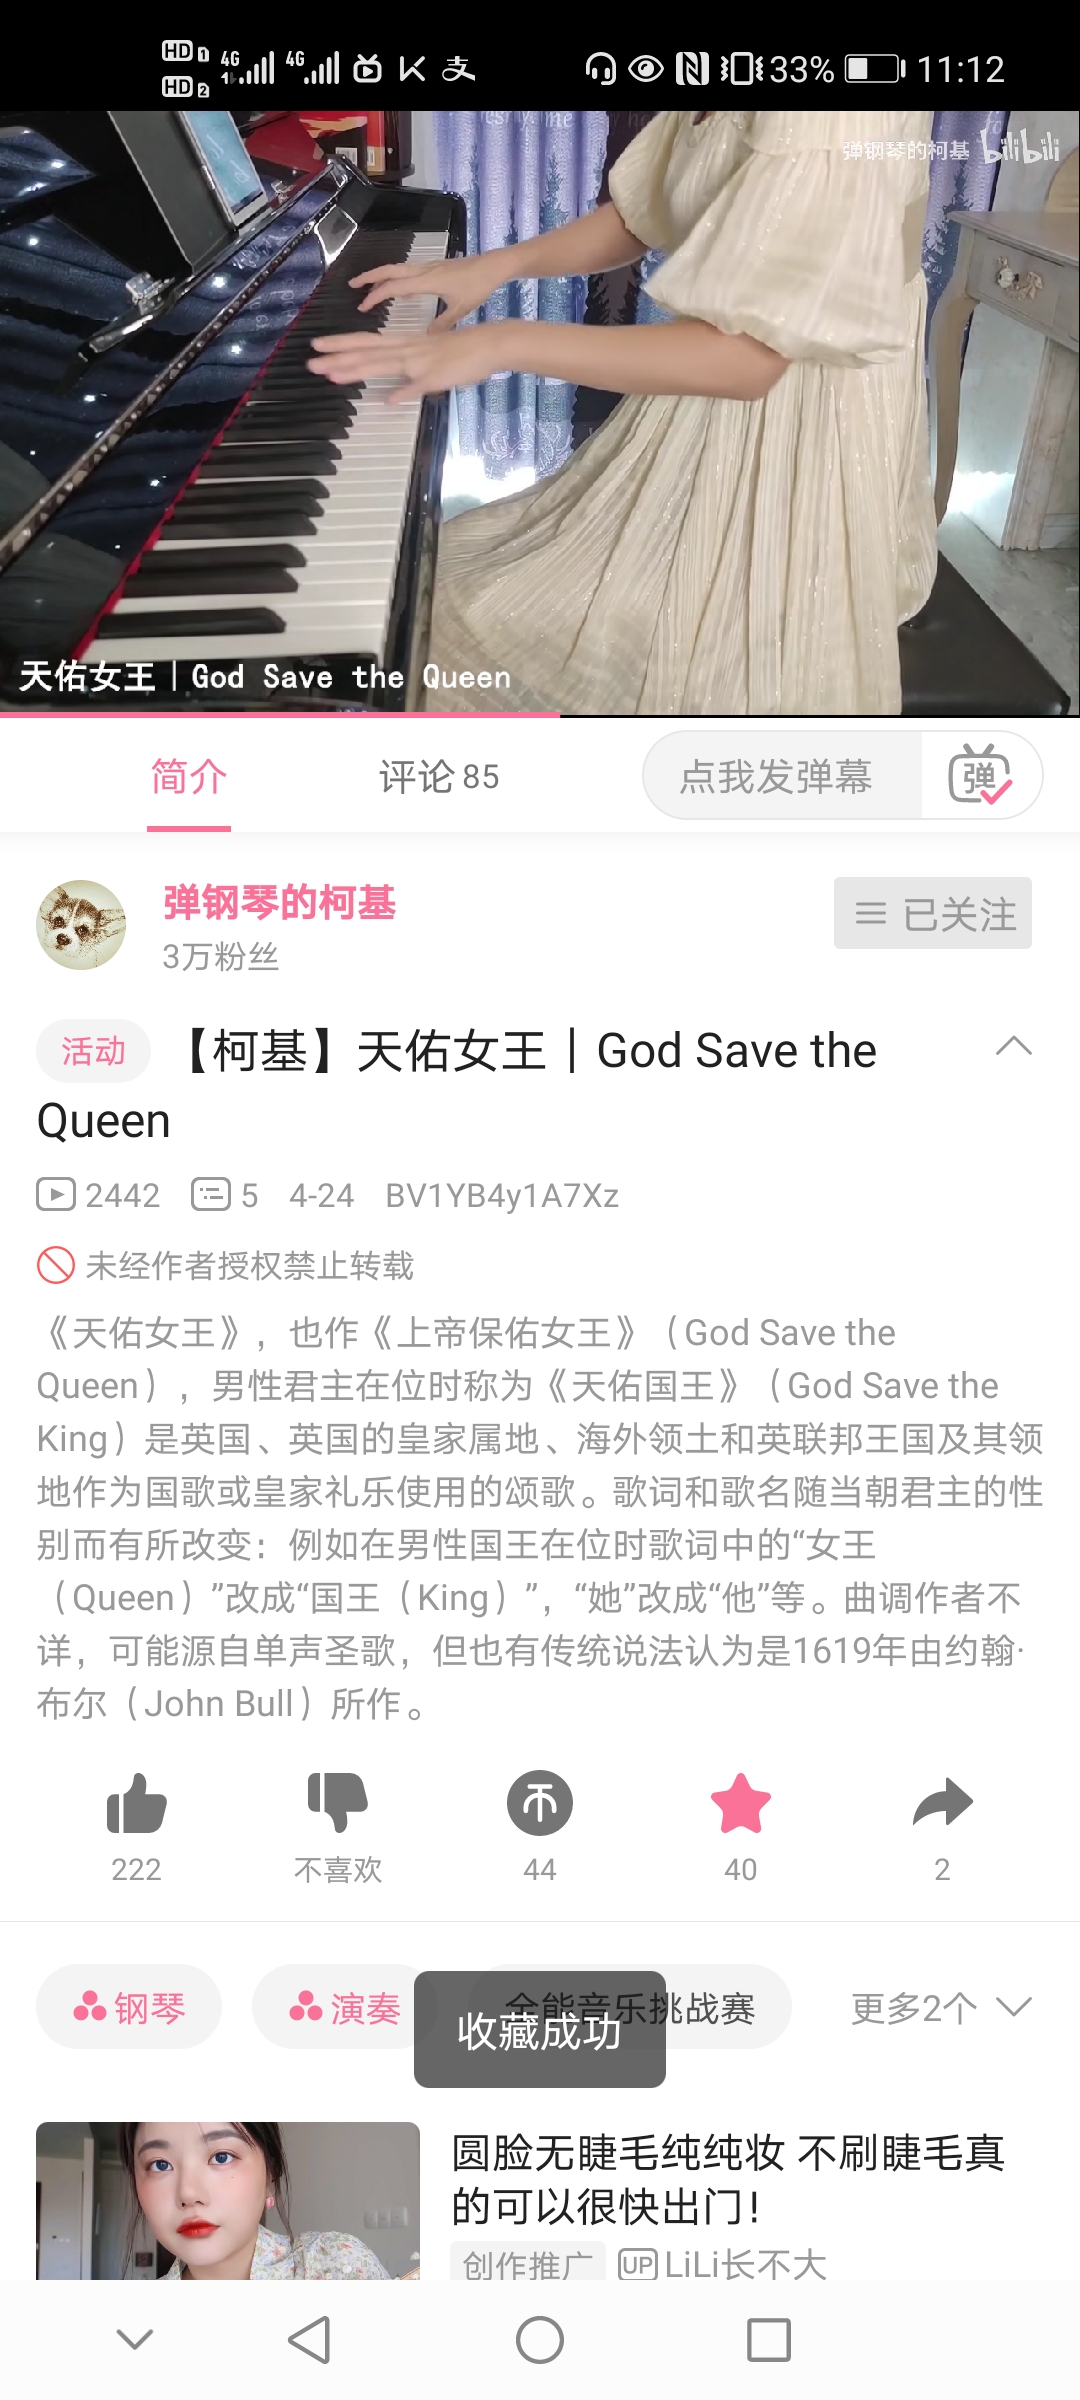 HD 1 4G 4G 支 33% 11:12
HD 2
弹钢琴的柯基 bilibili
天佑女王｜God Save the Queen
简介 评论 85 点我发弹幕 弹
弹钢琴的柯基
3万粉丝
已关注
活动 【柯基】天佑女王｜God Save the
Queen
2442 5 4-24 BV1YB4y1A7Xz
未经作者授权禁止转载
《天佑女王》，也作《上帝保佑女王》（God Save the
Queen），男性君主在位时称为《天佑国王》（God Save the
King）是英国、英国的皇家属地、海外领土和英联邦王国及其领
地作为国歌或皇家礼乐使用的颂歌。歌词和歌名随当朝君主的性
别而有所改变：例如在男性国王在位时歌词中的“女王
（Queen）”改成“国王（King）”，“她”改成“他”等。曲调作者不
详，可能源自单声圣歌，但也有传统说法认为是1619年由约翰·
布尔（John Bull）所作。
222 不喜欢 44 40 2
钢琴 演奏 全能音乐挑战赛 更多2个
收藏成功
圆脸无睫毛纯纯妆 不刷睫毛真
的可以很快出门！
创作推广 UP LiLi长不大